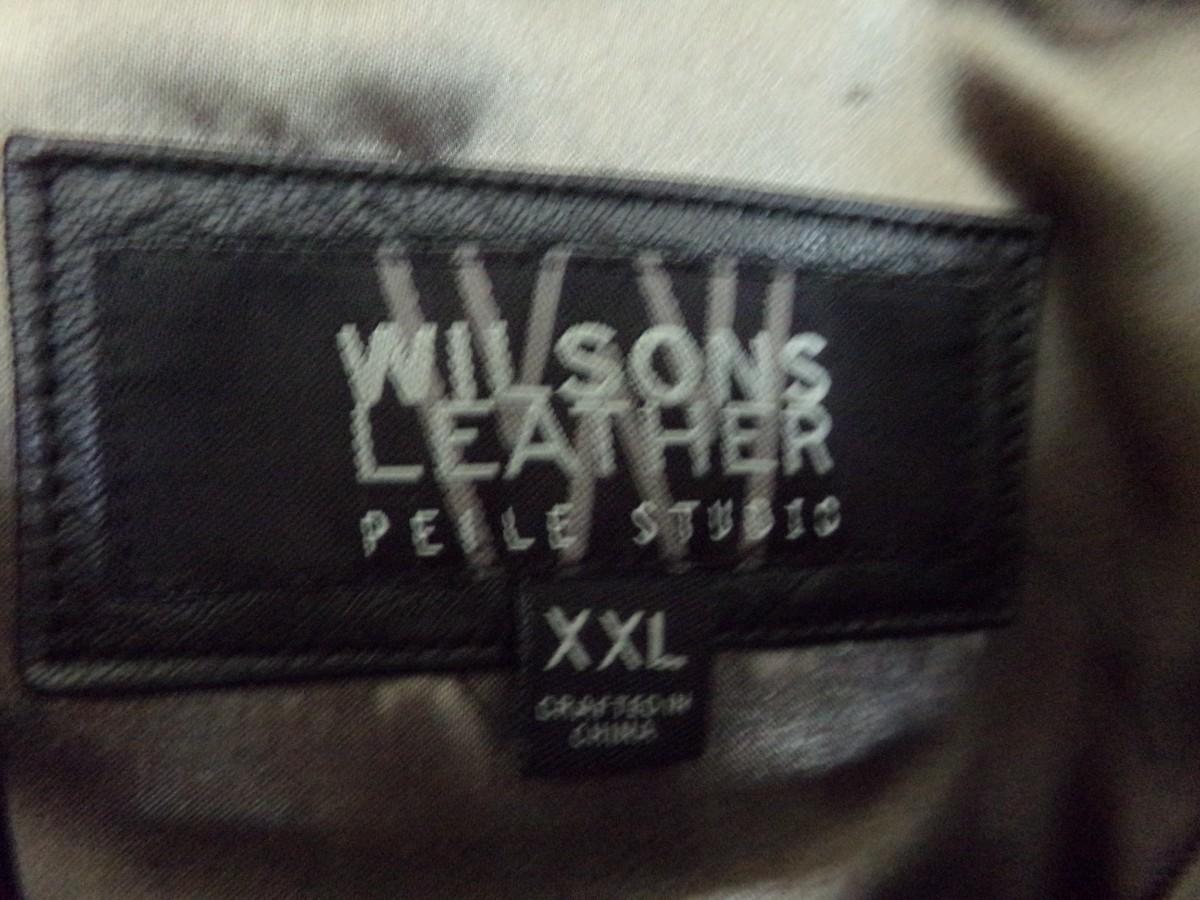 WILSONS
LEATHER
PELLE STUDIO
XXL
CRAFTED IN
CHINA